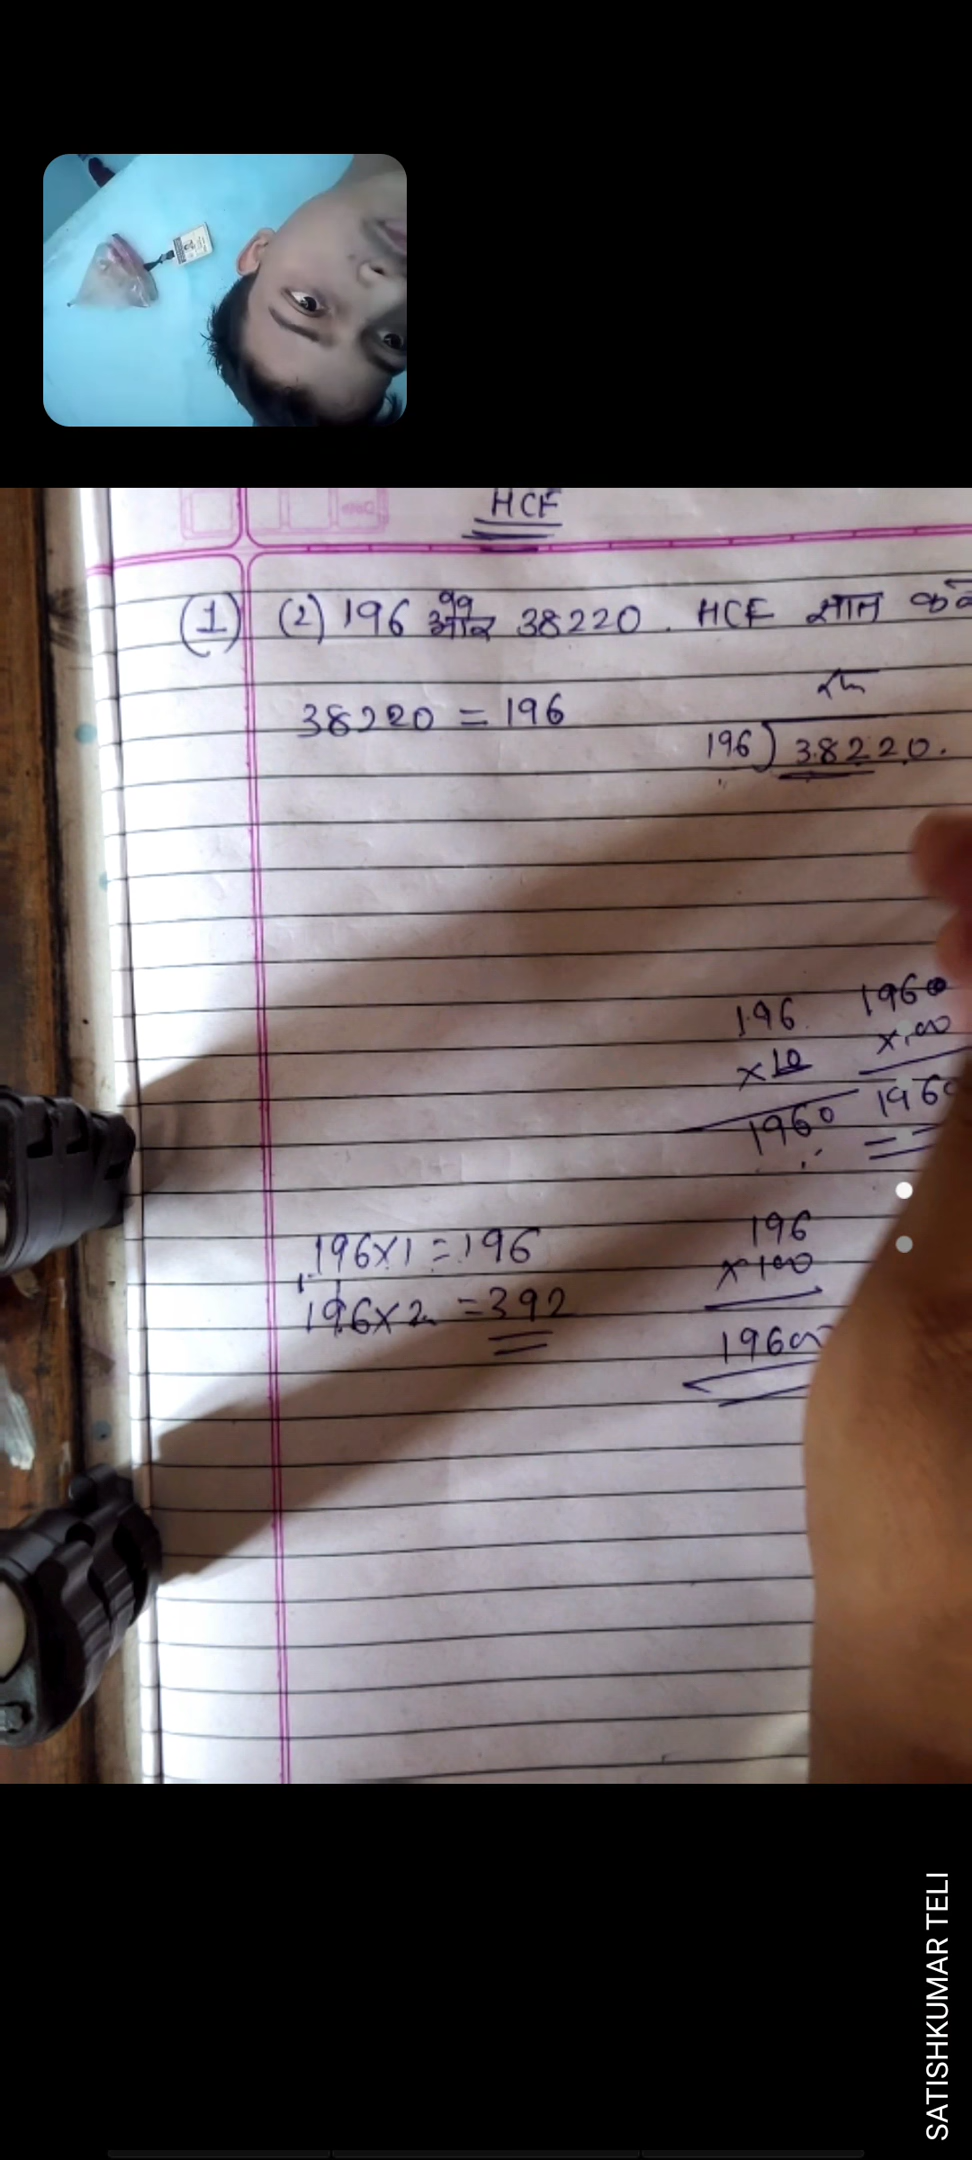 HCF
(1) (2) 196 और 38220. HCF ज्ञात
38220 = 196
196) 38220.
196 1960
×10 ×100
1960 1960
196×1 = 196 196
196×2 = 392 ×100
19600
SATISHKUMAR TELI